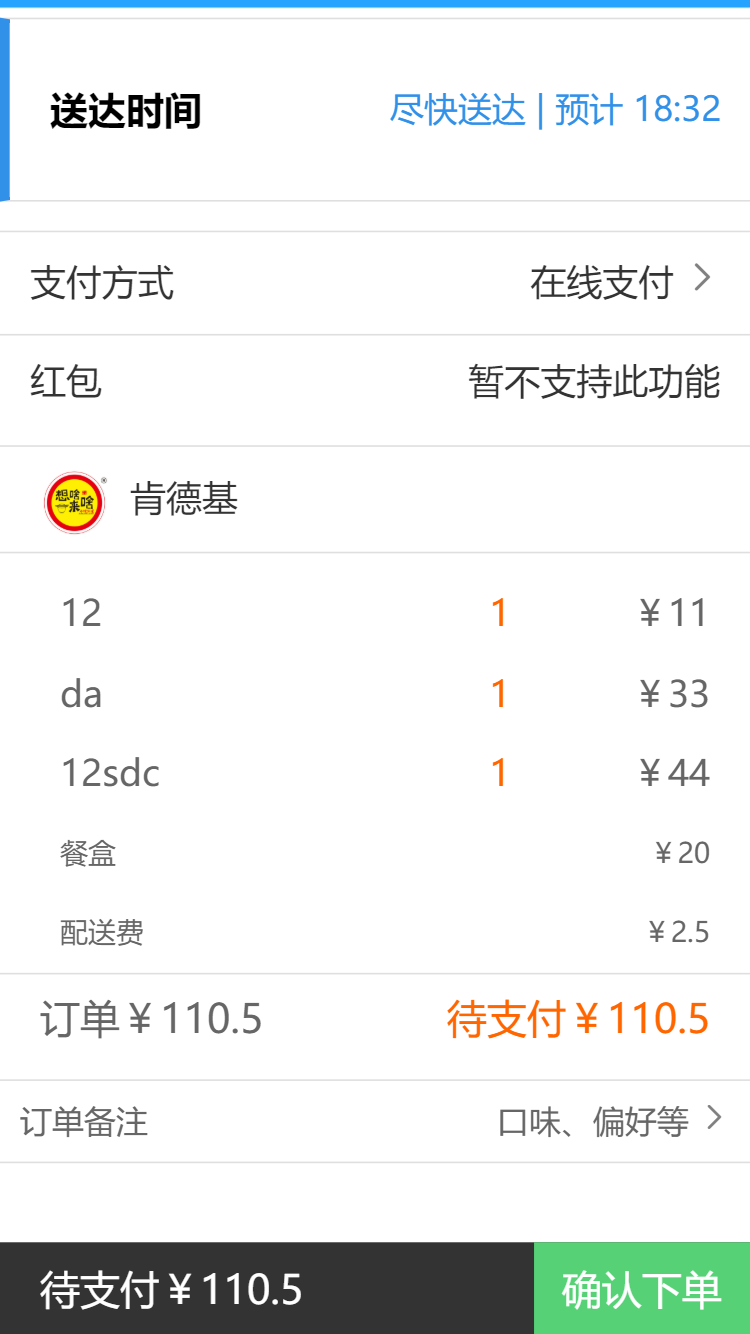 送达时间 尽快送达 | 预计 18:32
支付方式 在线支付
红包 暂不支持此功能
想啥来啥 ® 肯德基
12 1 ¥ 11
da 1 ¥ 33
12sdc 1 ¥ 44
餐盒 ¥ 20
配送费 ¥ 2.5
订单 ¥ 110.5 待支付 ¥ 110.5
订单备注 口味、偏好等
待支付 ¥ 110.5 确认下单